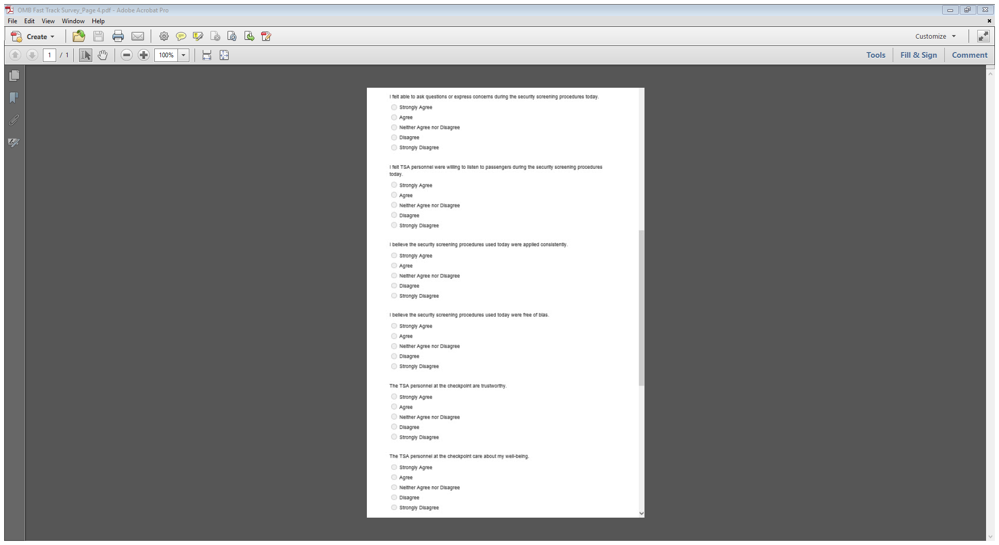 OMB Fast Track Survey_Page 4.pdf - Adobe Acrobat Pro
File Edit View Window Help
Create
Customize
1 / 1
100%
Tools Fill & Sign Comment
I felt able to ask questions or express concerns during the security screening procedures today.
Strongly Agree
Agree
Neither Agree nor Disagree
Disagree
Strongly Disagree
I felt TSA personnel were willing to listen to passengers during the security screening procedures
today.
Strongly Agree
Agree
Neither Agree nor Disagree
Disagree
Strongly Disagree
I believe the security screening procedures used today were applied consistently.
Strongly Agree
Agree
Neither Agree nor Disagree
Disagree
Strongly Disagree
I believe the security screening procedures used today were free of bias.
Strongly Agree
Agree
Neither Agree nor Disagree
Disagree
Strongly Disagree
The TSA personnel at the checkpoint are trustworthy.
Strongly Agree
Agree
Neither Agree nor Disagree
Disagree
Strongly Disagree
The TSA personnel at the checkpoint care about my well-being.
Strongly Agree
Agree
Neither Agree nor Disagree
Disagree
Strongly Disagree